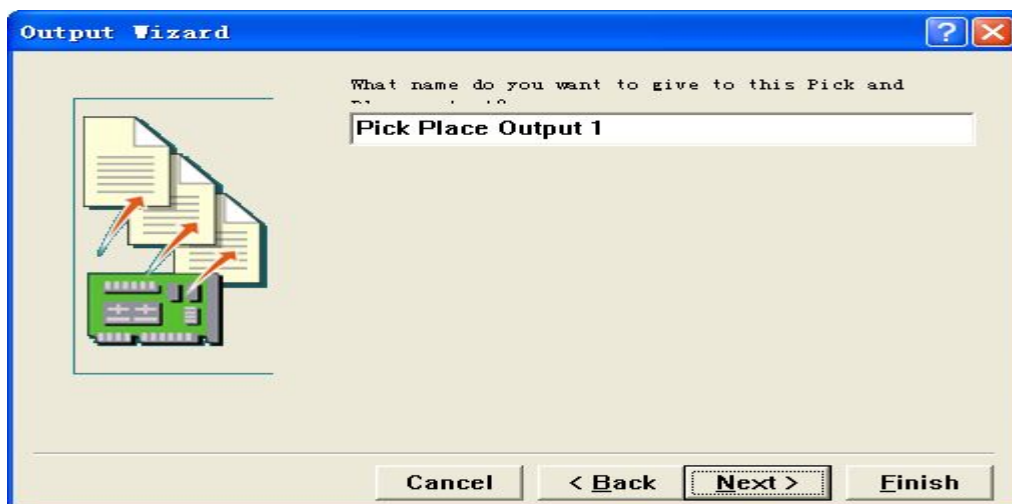 Output Wizard
What name do you want to give to this Pick and
Pick Place Output 1
Cancel
< Back
Next >
Finish